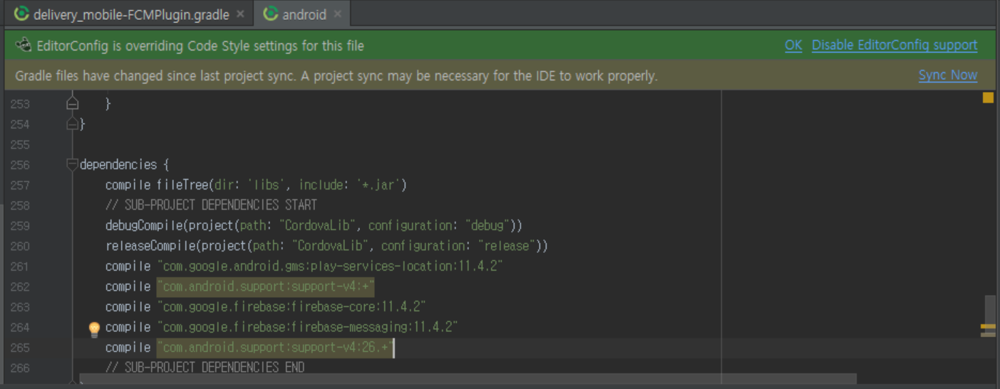 delivery_mobile-FCMPlugin.gradle × android ×
EditorConfig is overriding Code Style settings for this file OK Disable EditorConfig support
Gradle files have changed since last project sync. A project sync may be necessary for the IDE to work properly. Sync Now
253 }
254 }
255
256 dependencies {
257 compile fileTree(dir: 'libs', include: '*.jar')
258 // SUB-PROJECT DEPENDENCIES START
259 debugCompile(project(path: "CordovaLib", configuration: "debug"))
260 releaseCompile(project(path: "CordovaLib", configuration: "release"))
261 compile "com.google.android.gms:play-services-location:11.4.2"
262 compile "com.android.support:support-v4:+"
263 compile "com.google.firebase:firebase-core:11.4.2"
264 compile "com.google.firebase:firebase-messaging:11.4.2"
265 compile "com.android.support:support-v4:26.+"
266 // SUB-PROJECT DEPENDENCIES END